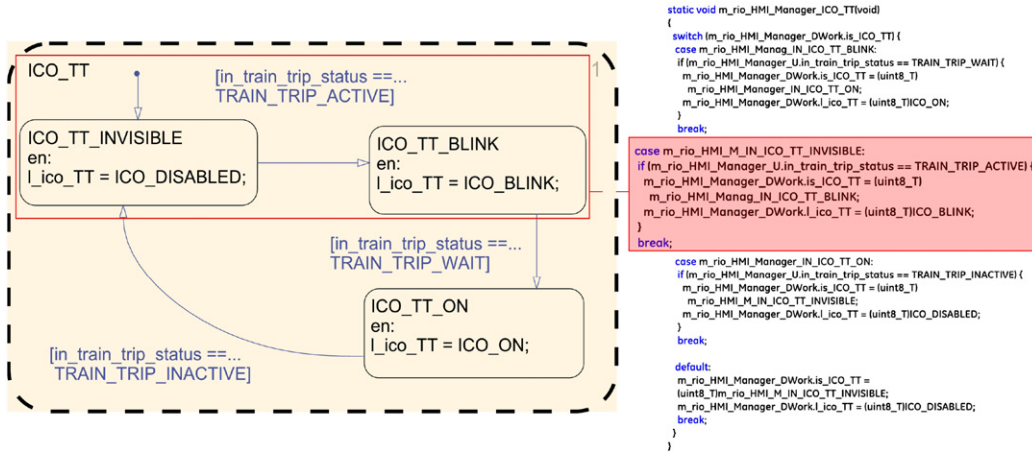 ICO_TT
1
[in_train_trip_status ==...
TRAIN_TRIP_ACTIVE]
ICO_TT_INVISIBLE
en:
l_ico_TT = ICO_DISABLED;
ICO_TT_BLINK
en:
l_ico_TT = ICO_BLINK;
[in_train_trip_status ==...
TRAIN_TRIP_WAIT]
ICO_TT_ON
en:
l_ico_TT = ICO_ON;
[in_train_trip_status ==...
TRAIN_TRIP_INACTIVE]
static void m_rio_HMI_Manager_ICO_TT(void)
{
switch (m_rio_HMI_Manager_DWork.is_ICO_TT) {
case m_rio_HMI_Manag_IN_ICO_TT_BLINK:
if (m_rio_HMI_Manager_U.in_train_trip_status == TRAIN_TRIP_WAIT) {
m_rio_HMI_Manager_DWork.is_ICO_TT = (uint8_T)
m_rio_HMI_Manager_IN_ICO_TT_ON;
m_rio_HMI_Manager_DWork.l_ico_TT = (uint8_T)ICO_ON;
}
break;
case m_rio_HMI_M_IN_ICO_TT_INVISIBLE:
if (m_rio_HMI_Manager_U.in_train_trip_status == TRAIN_TRIP_ACTIVE) {
m_rio_HMI_Manager_DWork.is_ICO_TT = (uint8_T)
m_rio_HMI_Manag_IN_ICO_TT_BLINK;
m_rio_HMI_Manager_DWork.l_ico_TT = (uint8_T)ICO_BLINK;
}
break;
case m_rio_HMI_Manager_IN_ICO_TT_ON:
if (m_rio_HMI_Manager_U.in_train_trip_status == TRAIN_TRIP_INACTIVE) {
m_rio_HMI_Manager_DWork.is_ICO_TT = (uint8_T)
m_rio_HMI_M_IN_ICO_TT_INVISIBLE;
m_rio_HMI_Manager_DWork.l_ico_TT = (uint8_T)ICO_DISABLED;
}
break;
default:
m_rio_HMI_Manager_DWork.is_ICO_TT =
(uint8_T)m_rio_HMI_M_IN_ICO_TT_INVISIBLE;
m_rio_HMI_Manager_DWork.l_ico_TT = (uint8_T)ICO_DISABLED;
break;
}
}